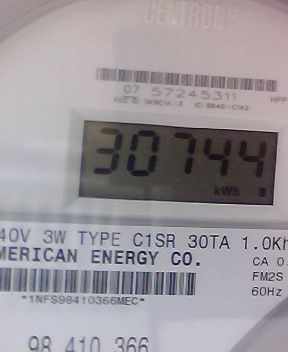 CENTRON®
07 57245311
30744
kWh
240V 3W TYPE C1SR 30TA 1.0Kh
AMERICAN ENERGY CO.
CA 0.
FM2S
60Hz
*1NFS98410366MEC*
98 410 366